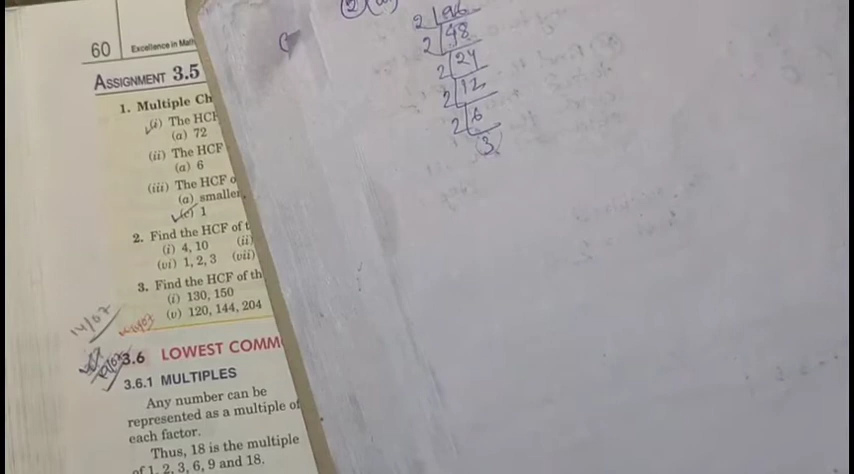 60
Excellence in Math
ASSIGNMENT 3.5
1. Multiple Ch
(i) The HCF
(a) 72
(ii) The HCF
(a) 6
(iii) The HCF o
(a) smaller
(c) 1
2. Find the HCF of t
(i) 4, 10 (ii)
(vi) 1, 2, 3 (vii)
3. Find the HCF of th
(i) 130, 150
(v) 120, 144, 204
14/07
3.6 LOWEST COMM
3.6.1 MULTIPLES
Any number can be
represented as a multiple of
each factor.
Thus, 18 is the multiple
of 1, 2, 3, 6, 9 and 18.
2 96
2 48
2 24
2 12
2 6
3